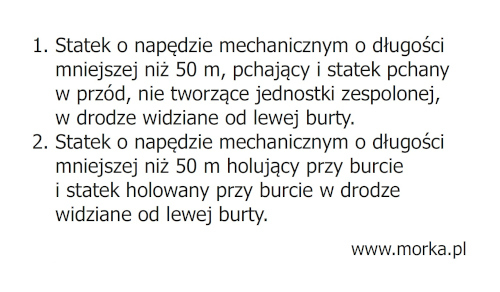 1. Statek o napędzie mechanicznym o długości
mniejszej niż 50 m, pchający i statek pchany
w przód, nie tworzące jednostki zespolonej,
w drodze widziane od lewej burty.
2. Statek o napędzie mechanicznym o długości
mniejszej niż 50 m holujący przy burcie
i statek holowany przy burcie w drodze
widziane od lewej burty.
www.morka.pl